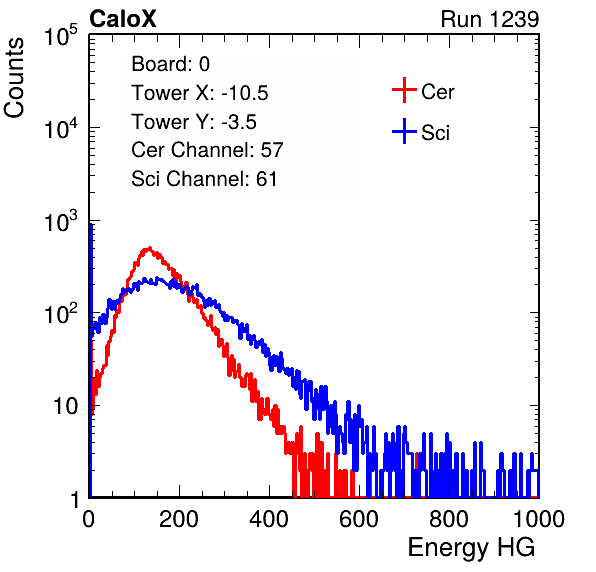 CaloX Run 1239
Counts
10^5
10^4
10^3
10^2
10
1
Board: 0
Tower X: -10.5
Tower Y: -3.5
Cer Channel: 57
Sci Channel: 61
Cer
Sci
0 200 400 600 800 1000
Energy HG